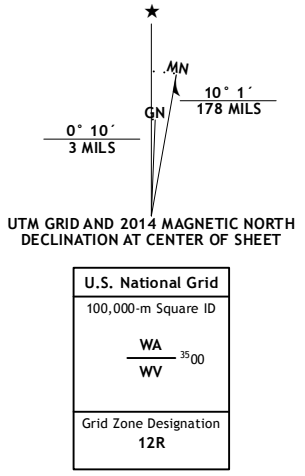 ★
MN
GN
10° 1´
178 MILS
0° 10´
3 MILS
UTM GRID AND 2014 MAGNETIC NORTH
DECLINATION AT CENTER OF SHEET
U.S. National Grid
100,000-m Square ID
WA
3500
WV
Grid Zone Designation
12R